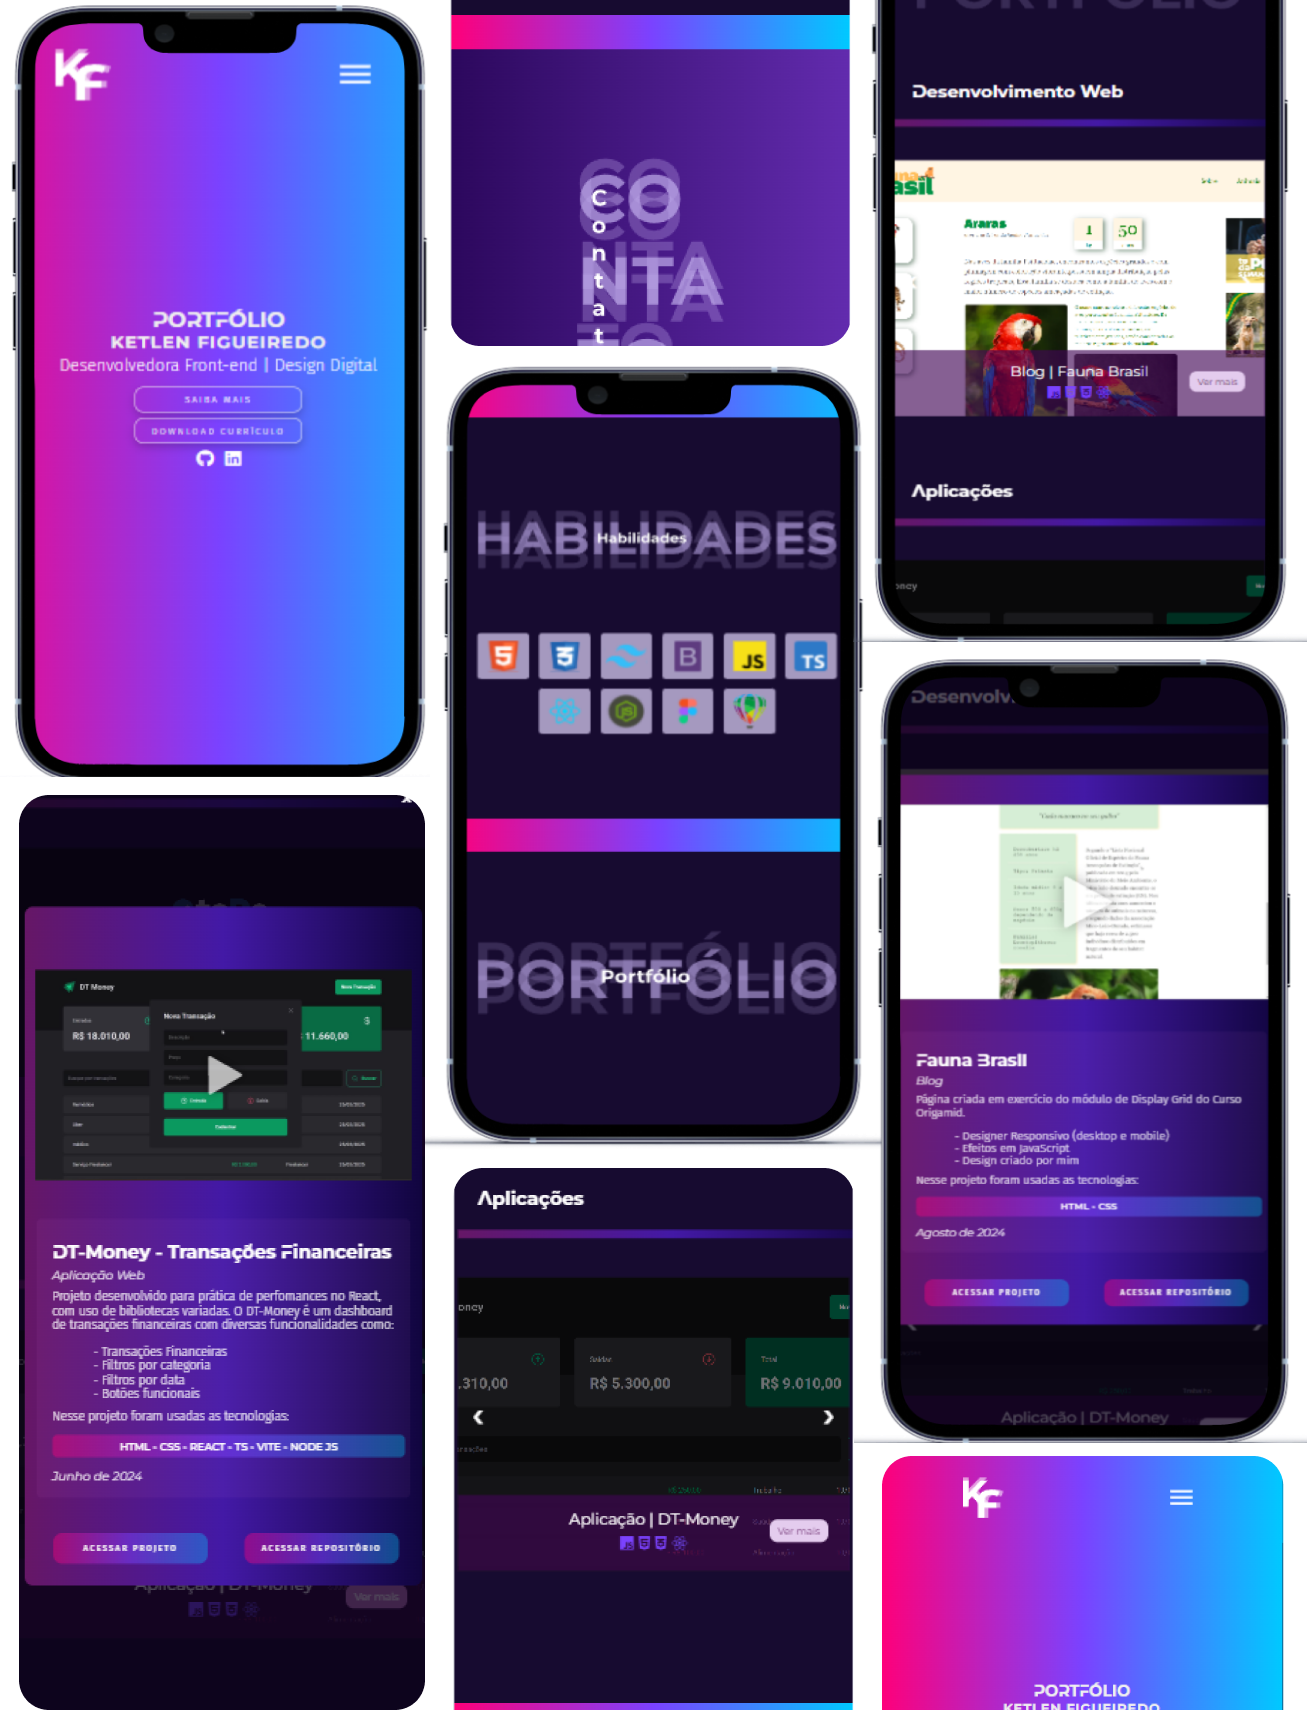 KF
PORTFÓLIO
KETLEN FIGUEIREDO
Desenvolvedora Front-end | Design Digital
SAIBA MAIS
DOWNLOAD CURRÍCULO
DT Money
Nova Transação
R$ 18.010,00
Nova Transação
11.660,00
DT-Money - Transações Financeiras
Aplicação Web
Projeto desenvolvido para prática de perfomances no React,
com uso de bibliotecas variadas. O DT-Money é um dashboard
de transações financeiras com diversas funcionalidades como:
- Transações Financeiras
- Filtros por categoria
- Filtros por data
- Botões funcionais
Nesse projeto foram usadas as tecnologias:
HTML - CSS - REACT - TS - VITE - NODE JS
Junho de 2024
ACESSAR PROJETO
ACESSAR REPOSITÓRIO
Aplicação | DT-Money
Ver mais
CO
NTA
TO
Contat
HABILIDADES
Habilidades
JS
TS
PORTFÓLIO
Portfólio
Aplicações
oney
.310,00
Saídas
R$ 5.300,00
Total
R$ 9.010,00
Aplicação | DT-Money
Ver mais
PORTFÓLIO
Desenvolvimento Web
asil
Araras
1
50
Blog | Fauna Brasil
Ver mais
Aplicações
oney
Desenvolv
Fauna Brasil
Blog
Página criada em exercício do módulo de Display Grid do Curso
Origamid.
- Designer Responsivo (desktop e mobile)
- Efeitos em JavaScript
- Design criado por mim
Nesse projeto foram usadas as tecnologias:
HTML - CSS
Agosto de 2024
ACESSAR PROJETO
ACESSAR REPOSITÓRIO
Aplicação | DT-Money
KF
PORTFÓLIO
KETLEN FIGUEIREDO